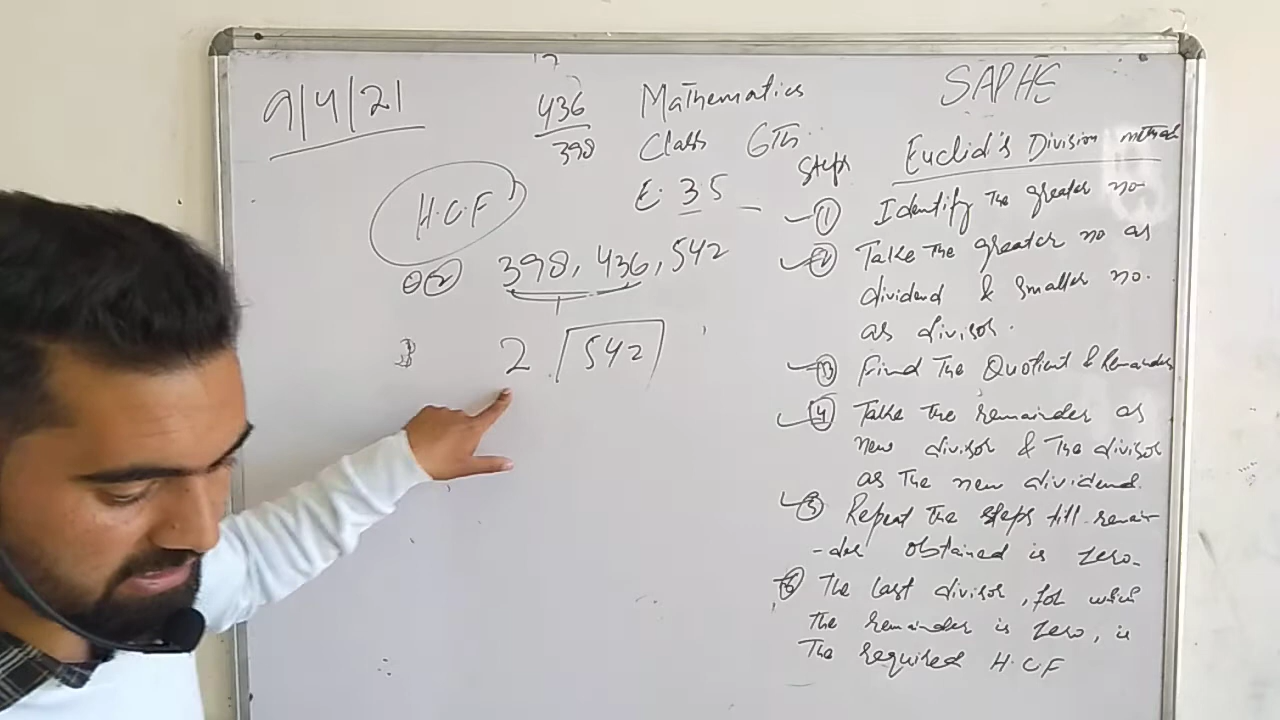 9/4/21
436
398
Mathematics
Class 6Th
E. 35
SAPHE
H.C.F
398, 436, 542
2 542
Steps
Euclid's Division method
1 Identify The greater no
2 Take The greater no as
dividend & smaller no.
as divisor.
3 Find The Quotient & Remainder
4 Take The remainder as
new divisor & The divisor
as The new dividend.
5 Repeat The steps till remain
-der obtained is zero.
6 The last divisor, for which
The remainder is zero, is
The required H.C.F